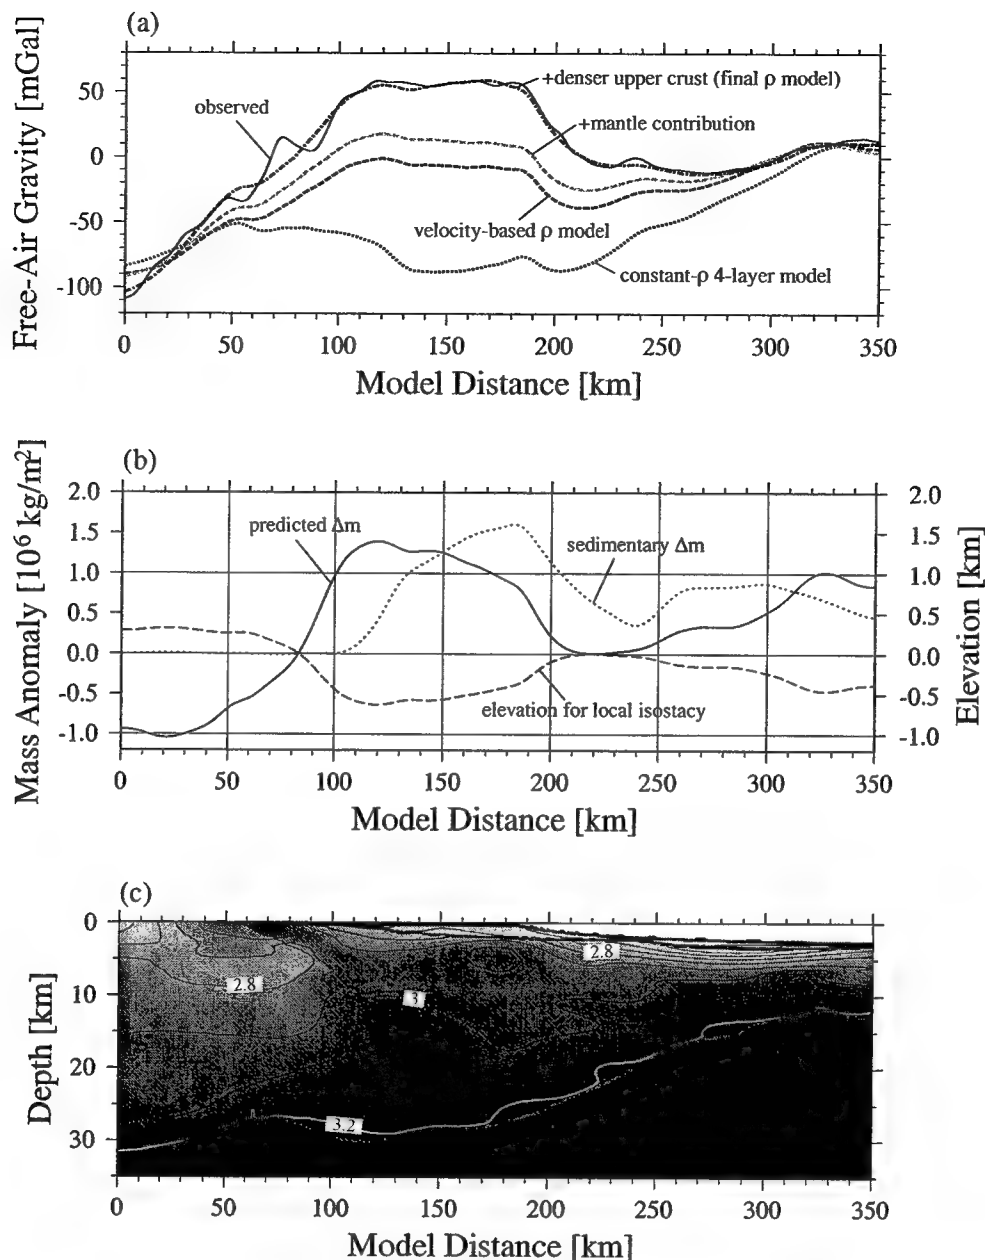 (a)
Free-Air Gravity [mGal]
50
0
-50
-100
observed
+denser upper crust (final ρ model)
+mantle contribution
velocity-based ρ model
constant-ρ 4-layer model
0 50 100 150 200 250 300 350
Model Distance [km]
(b)
Mass Anomaly [10⁶ kg/m²]
2.0
1.5
1.0
0.5
0.0
-0.5
-1.0
predicted Δm
sedimentary Δm
elevation for local isostacy
2.0
1.5
1.0
0.5
0.0
-0.5
-1.0
Elevation [km]
0 50 100 150 200 250 300 350
Model Distance [km]
(c)
Depth [km]
0
10
20
30
2.8
2.8
3
3.2
0 50 100 150 200 250 300 350
Model Distance [km]